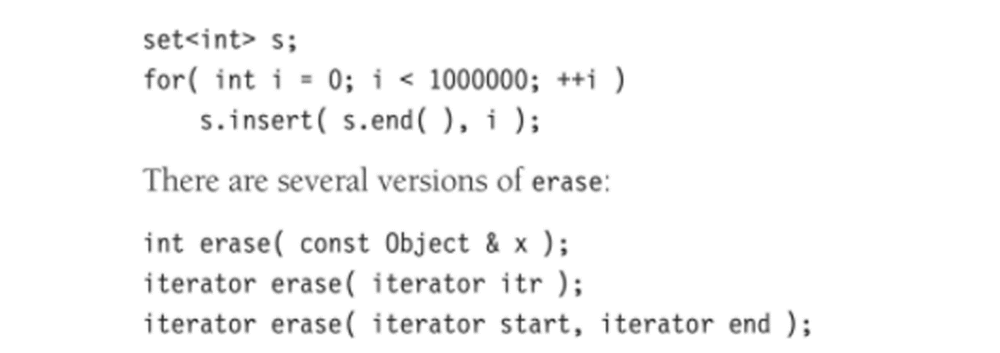 set<int> s;
for( int i = 0; i < 1000000; ++i )
    s.insert( s.end( ), i );
There are several versions of erase:
int erase( const Object & x );
iterator erase( iterator itr );
iterator erase( iterator start, iterator end );